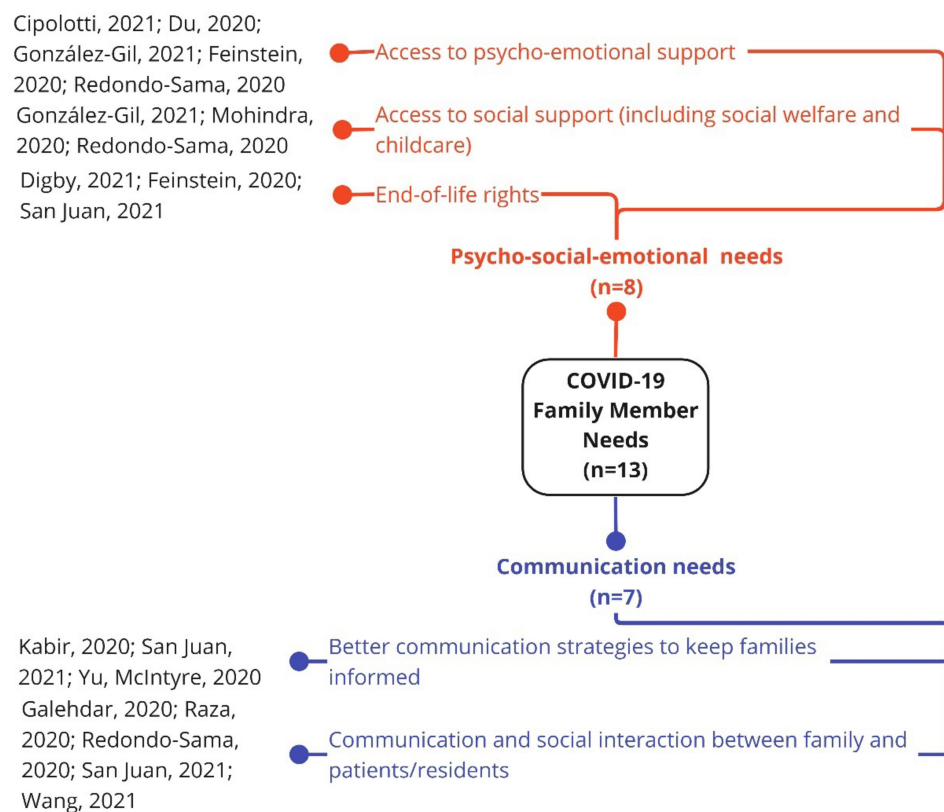 Cipolotti, 2021; Du, 2020;
González-Gil, 2021; Feinstein,
2020; Redondo-Sama, 2020
Access to psycho-emotional support
González-Gil, 2021; Mohindra,
2020; Redondo-Sama, 2020
Access to social support (including social welfare and
childcare)
Digby, 2021; Feinstein, 2020;
San Juan, 2021
End-of-life rights
Psycho-social-emotional needs
(n=8)
COVID-19
Family Member
Needs
(n=13)
Communication needs
(n=7)
Kabir, 2020; San Juan,
2021; Yu, McIntyre, 2020
Better communication strategies to keep families
informed
Galehdar, 2020; Raza,
2020; Redondo-Sama,
2020; San Juan, 2021;
Wang, 2021
Communication and social interaction between family and
patients/residents